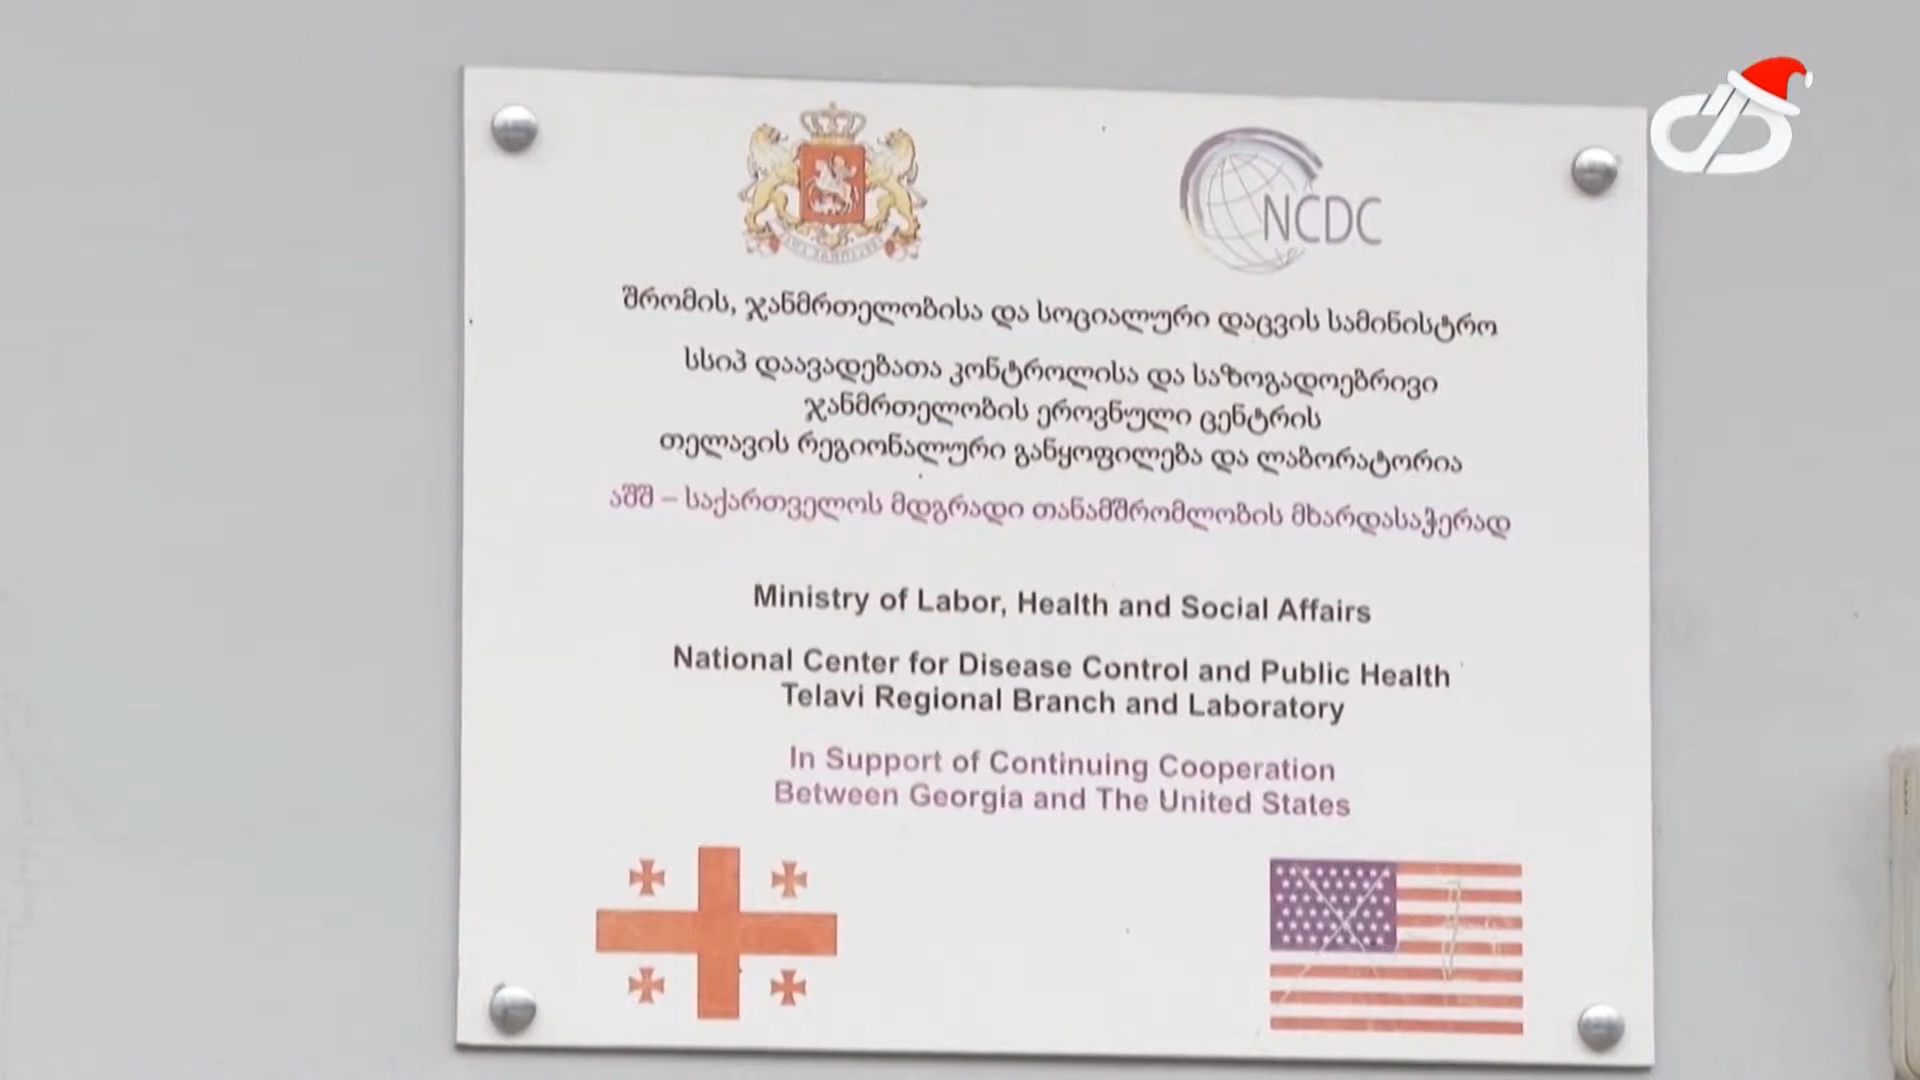 NCDC
შრომის, ჯანმრთელობისა და სოციალური დაცვის სამინისტრო
სსიპ დაავადებათა კონტროლისა და საზოგადოებრივი
ჯანმრთელობის ეროვნული ცენტრის
თელავის რეგიონალური განყოფილება და ლაბორატორია
აშშ – საქართველოს მდგრადი თანამშრომლობის მხარდასაჭერად
Ministry of Labor, Health and Social Affairs
National Center for Disease Control and Public Health
Telavi Regional Branch and Laboratory
In Support of Continuing Cooperation
Between Georgia and The United States